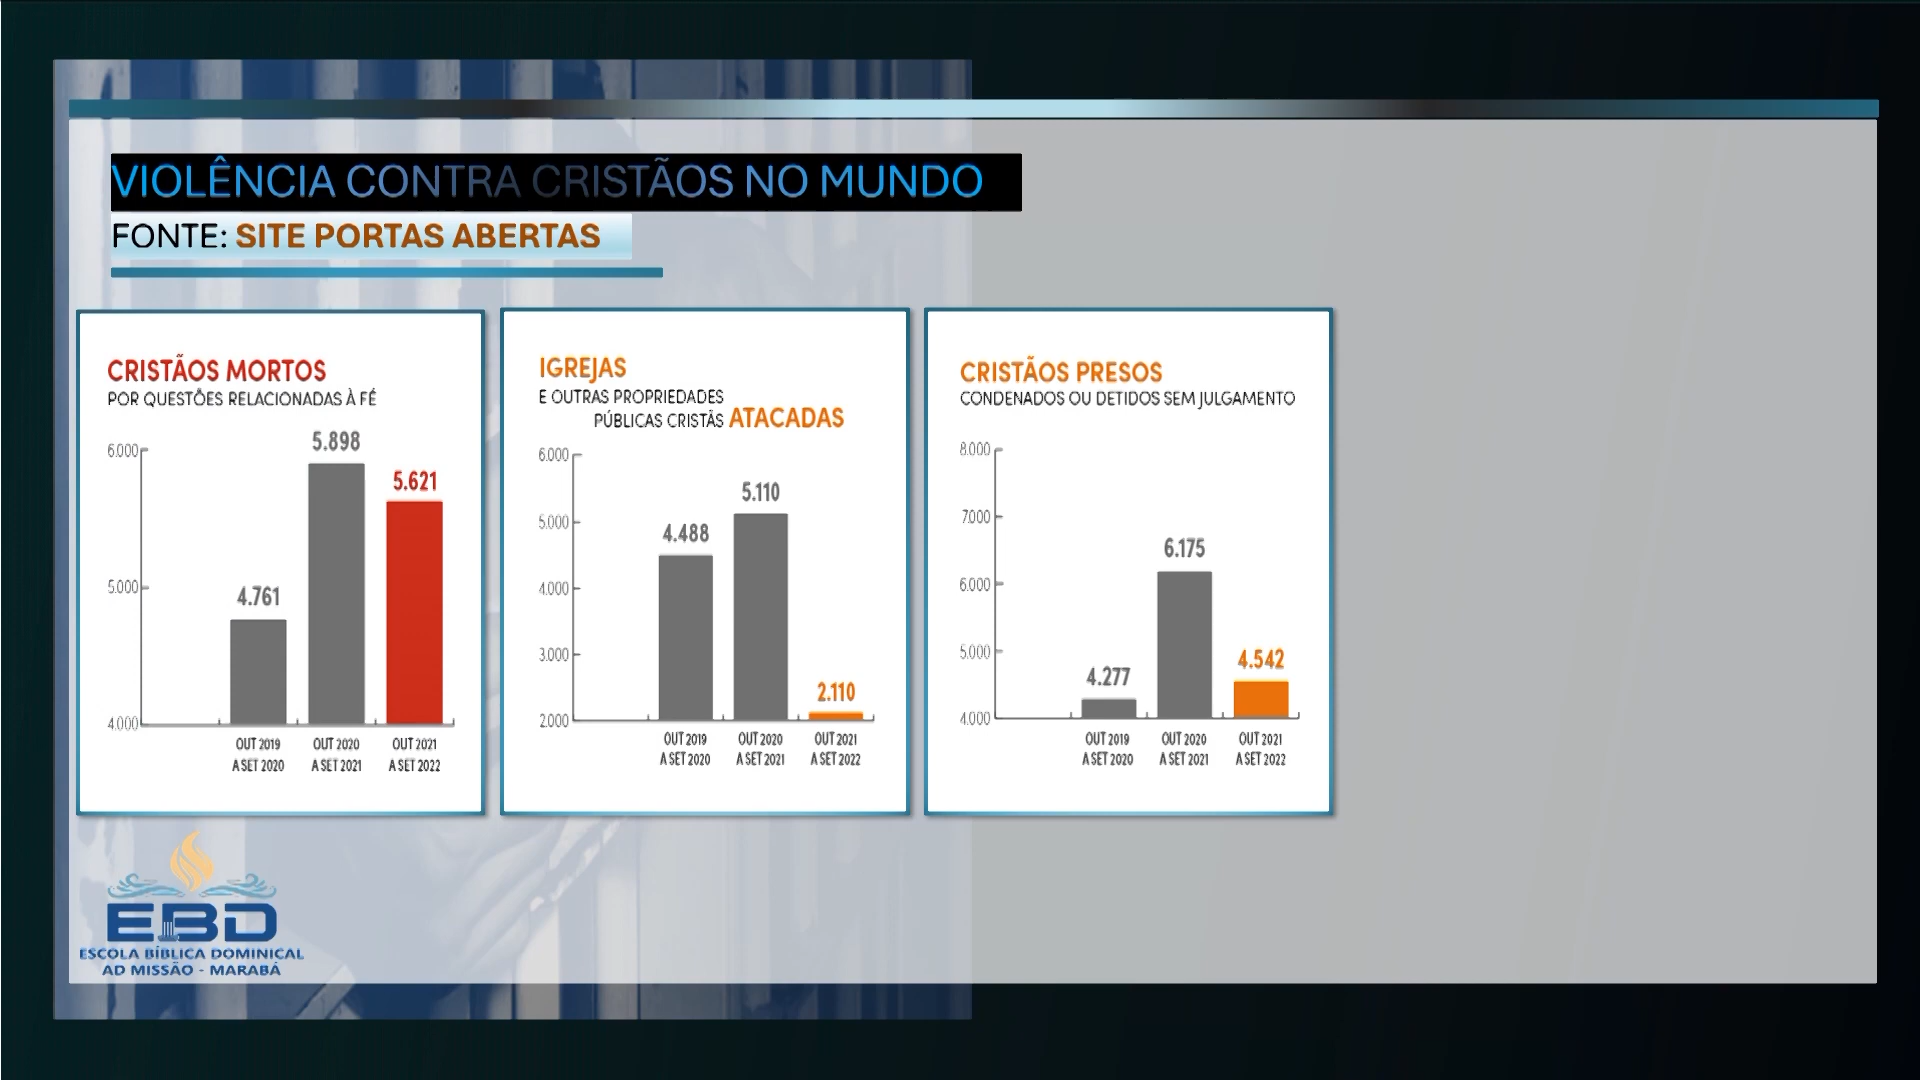 VIOLÊNCIA CONTRA CRISTÃOS NO MUNDO
FONTE: SITE PORTAS ABERTAS
CRISTÃOS MORTOS
POR QUESTÕES RELACIONADAS À FÉ
6.000
5.000
4.000
4.761
5.898
5.621
OUT 2019
A SET 2020
OUT 2020
A SET 2021
OUT 2021
A SET 2022
IGREJAS
E OUTRAS PROPRIEDADES
PÚBLICAS CRISTÃS ATACADAS
6.000
5.000
4.000
3.000
2.000
4.488
5.110
2.110
OUT 2019
A SET 2020
OUT 2020
A SET 2021
OUT 2021
A SET 2022
CRISTÃOS PRESOS
CONDENADOS OU DETIDOS SEM JULGAMENTO
8.000
7.000
6.000
5.000
4.000
4.277
6.175
4.542
OUT 2019
A SET 2020
OUT 2020
A SET 2021
OUT 2021
A SET 2022
EBD
ESCOLA BÍBLICA DOMINICAL
AD MISSÃO - MARABÁ